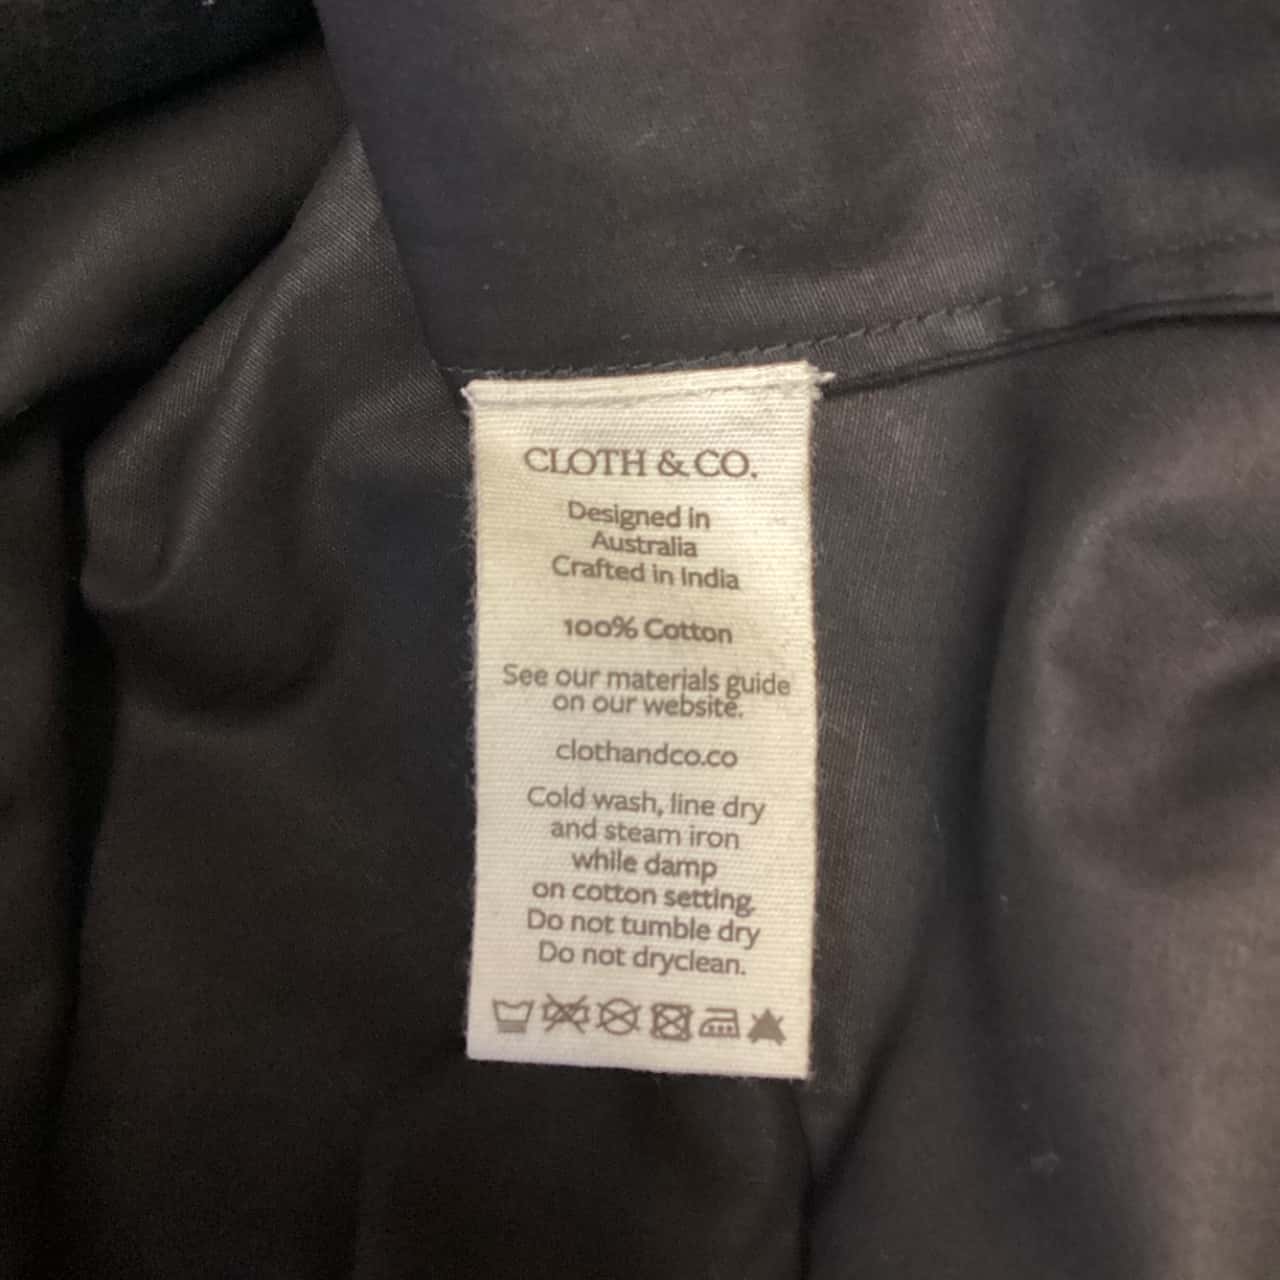 CLOTH & CO.
Designed in
Australia
Crafted in India
100% Cotton
See our materials guide
on our website.
clothandco.co
Cold wash, line dry
and steam iron
while damp
on cotton setting.
Do not tumble dry
Do not dryclean.